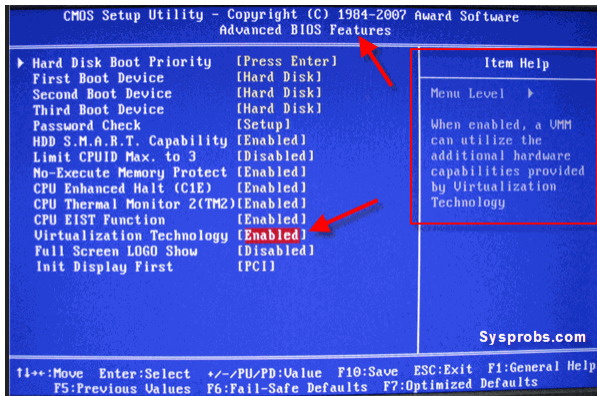 CMOS Setup Utility - Copyright (C) 1984-2007 Award Software
Advanced BIOS Features
Hard Disk Boot Priority [Press Enter]
First Boot Device [Hard Disk]
Second Boot Device [Hard Disk]
Third Boot Device [Hard Disk]
Password Check [Setup]
HDD S.M.A.R.T. Capability [Enabled]
Limit CPUID Max. to 3 [Disabled]
No-Execute Memory Protect [Enabled]
CPU Enhanced Halt (C1E) [Enabled]
CPU Thermal Monitor 2(TM2) [Enabled]
CPU EIST Function [Enabled]
Virtualization Technology [Enabled]
Full Screen LOGO Show [Disabled]
Init Display First [PCI]
Item Help
Menu Level
When enabled, a VMM
can utilize the
additional hardware
capabilities provided
by Virtualization
Technology
Sysprobs.com
↑↓→←:Move Enter:Select +/-/PU/PD:Value F10:Save ESC:Exit F1:General Help
F5:Previous Values F6:Fail-Safe Defaults F7:Optimized Defaults